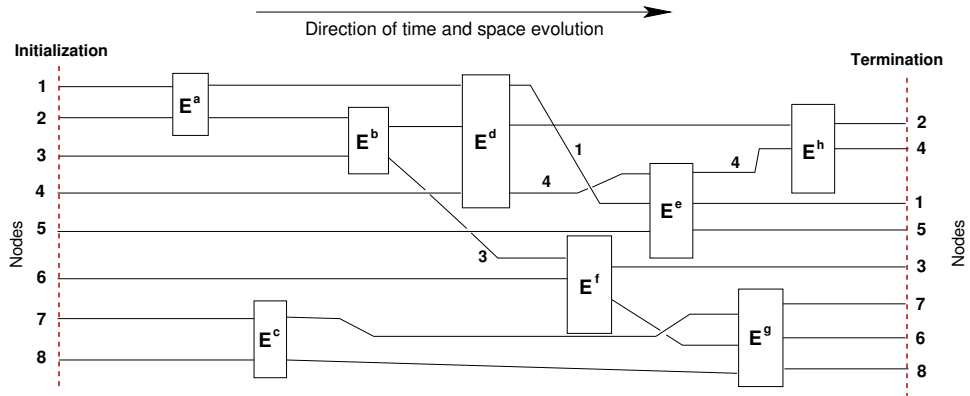 Direction of time and space evolution
Initialization
Termination
1
2
3
4
5
6
7
8
Nodes
E^a
E^b
E^c
E^d
E^e
E^f
E^g
E^h
1
4
4
3
2
4
1
5
3
7
6
8
Nodes